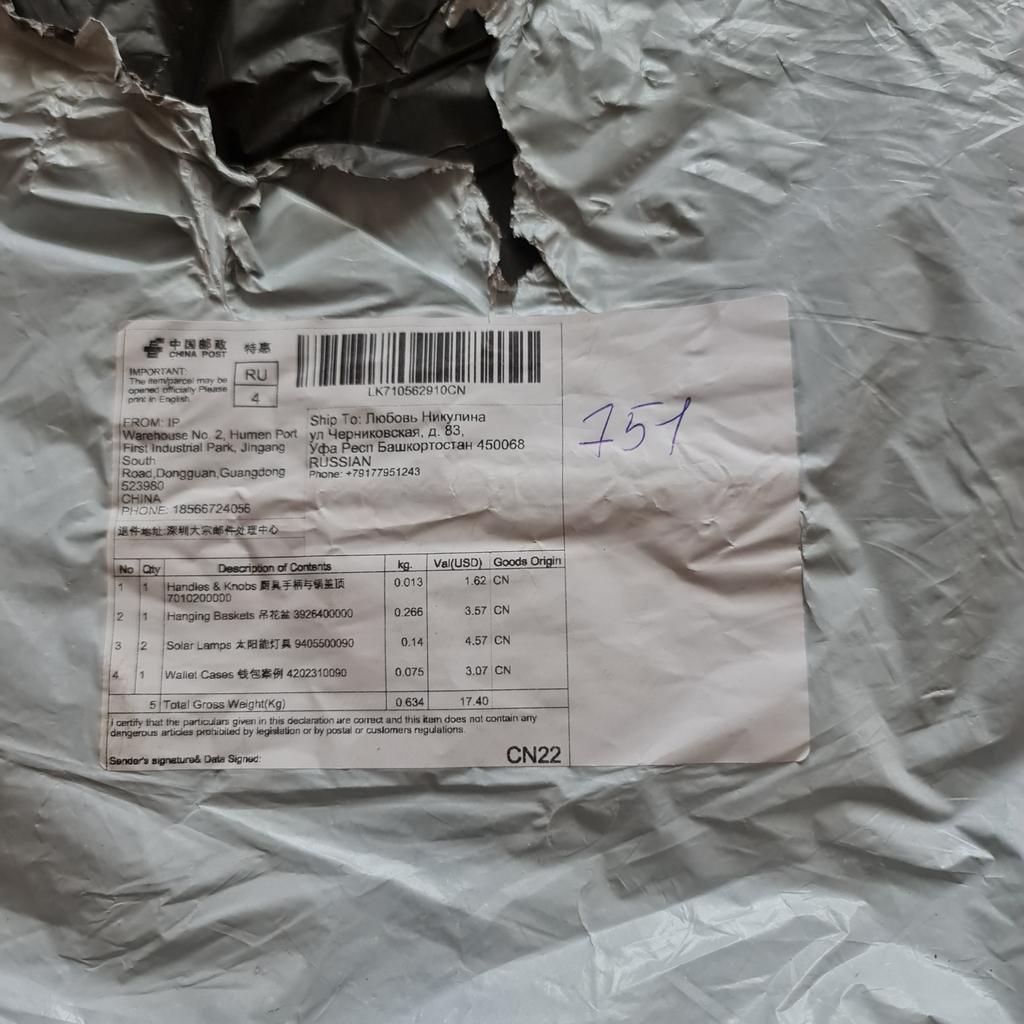 中国邮政 特惠
CHINA POST
IMPORTANT:
The item/parcel may be
opened officially. Please
print in English.
RU
4
LK710562910CN
FROM: IP
Warehouse No. 2, Humen Port
First Industrial Park, Jingang
South
Road,Dongguan,Guangdong
523980
CHINA
PHONE: 18566724056
退件地址:深圳大宗邮件处理中心
Ship To: Любовь Никулина
ул Черниковская, д. 83,
Уфа Респ Башкортостан 450068
RUSSIAN
Phone: +79177951243
751
No Qty Description of Contents kg. Val(USD) Goods Origin
1 1 Handles & Knobs 厨具手柄与锅盖顶 0.013 1.62 CN
7010200000
2 1 Hanging Baskets 吊花盆 3926400000 0.266 3.57 CN
3 2 Solar Lamps 太阳能灯具 9405500090 0.14 4.57 CN
4 1 Wallet Cases 钱包案例 4202310090 0.075 3.07 CN
5 Total Gross Weight(Kg) 0.634 17.40
I certify that the particulars given in this declaration are correct and this item does not contain any
dangerous articles prohibited by legislation or by postal or customers regulations.
Sender's signature& Data Signed: CN22